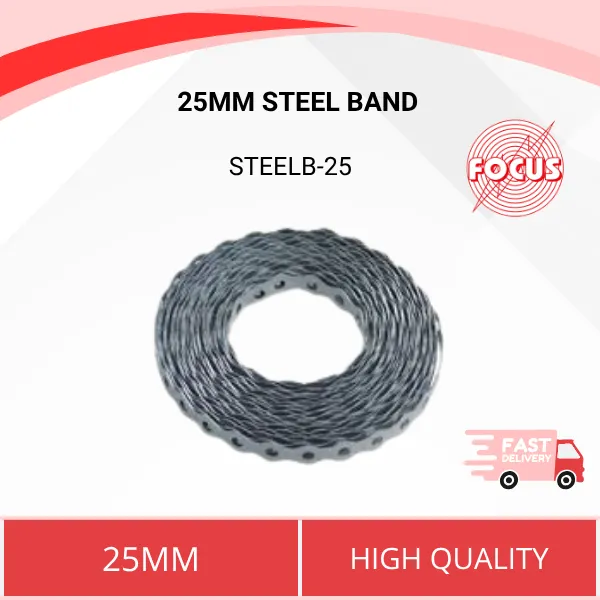 25MM STEEL BAND
STEELB-25
FOCUS
FAST
DELIVERY
25MM
HIGH QUALITY